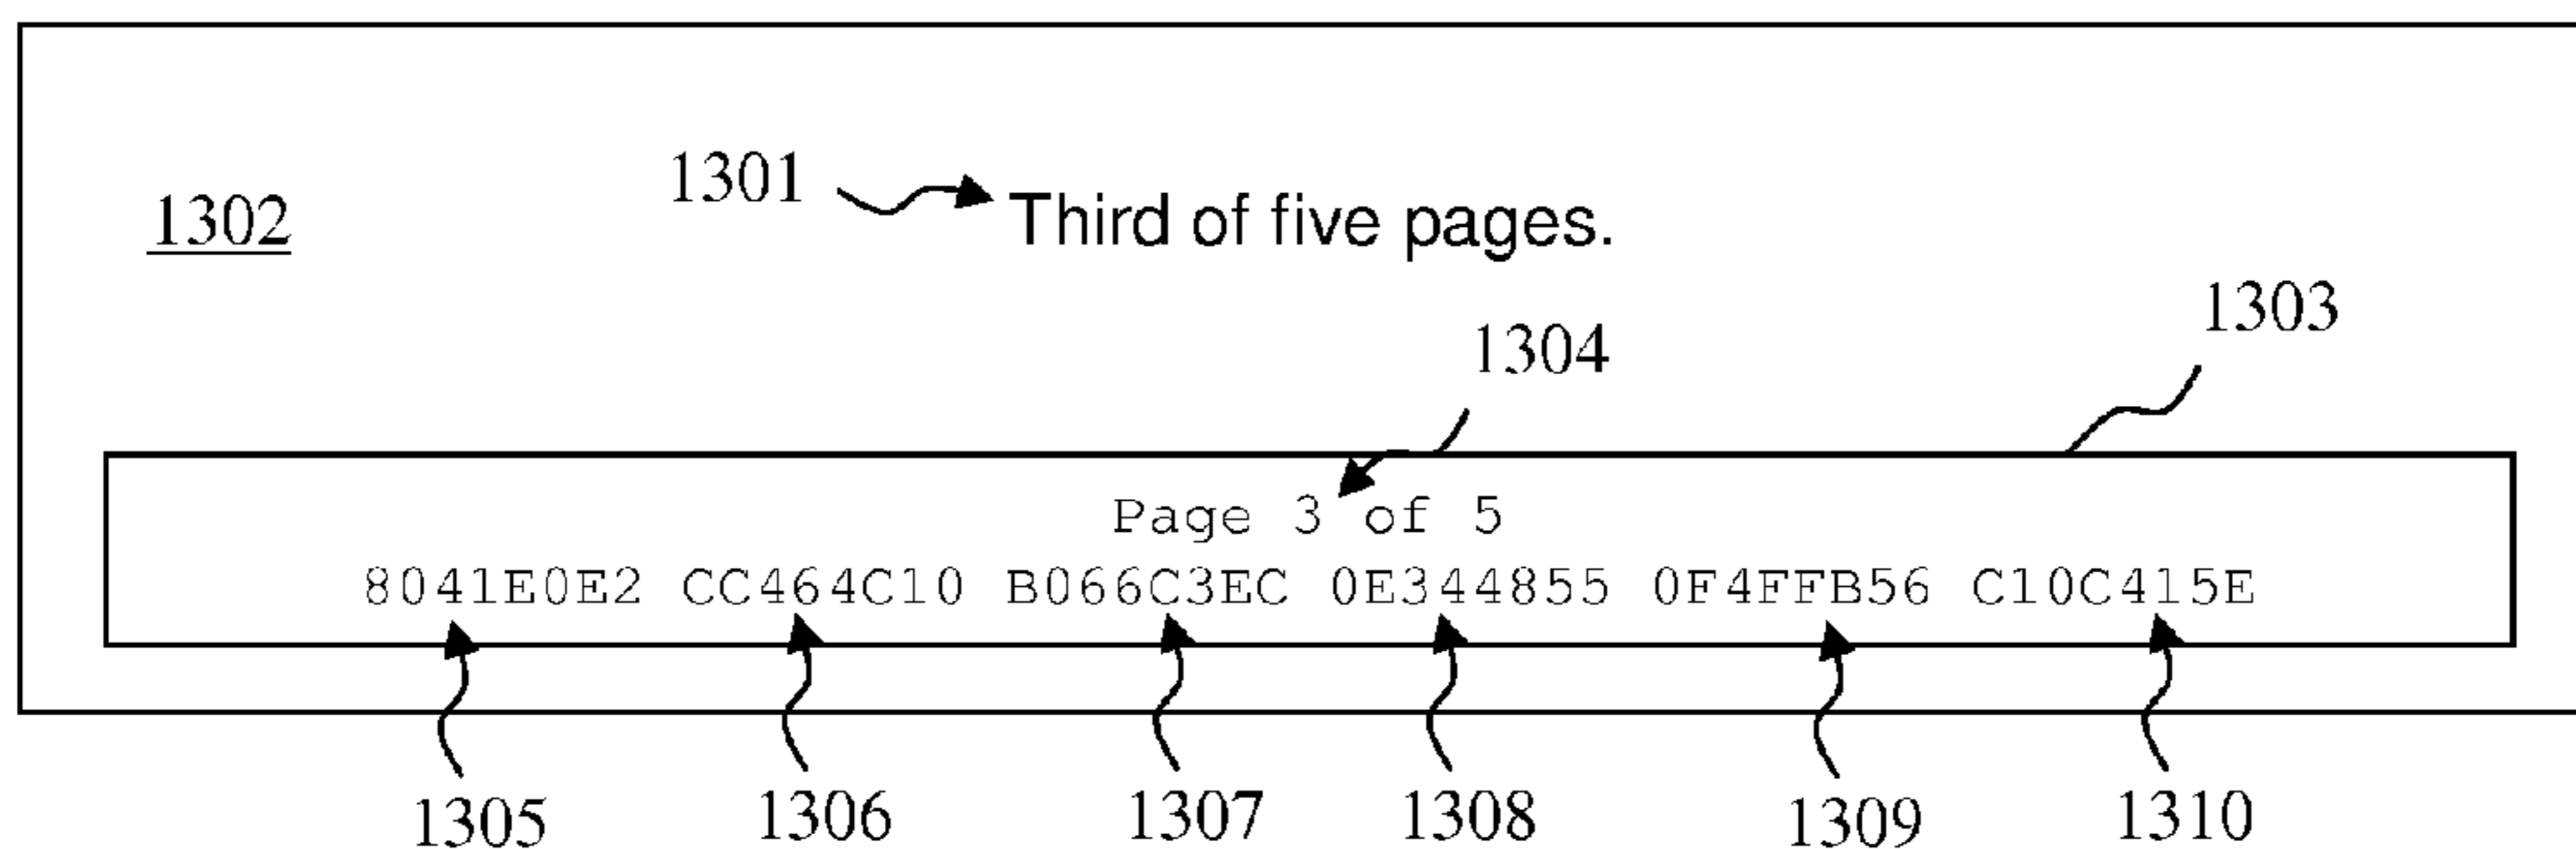 1301 Third of five pages.
1302
1303
1304
Page 3 of 5
8041E0E2 CC464C10 B066C3EC 0E344855 0F4FFB56 C10C415E
1305 1306 1307 1308 1309 1310